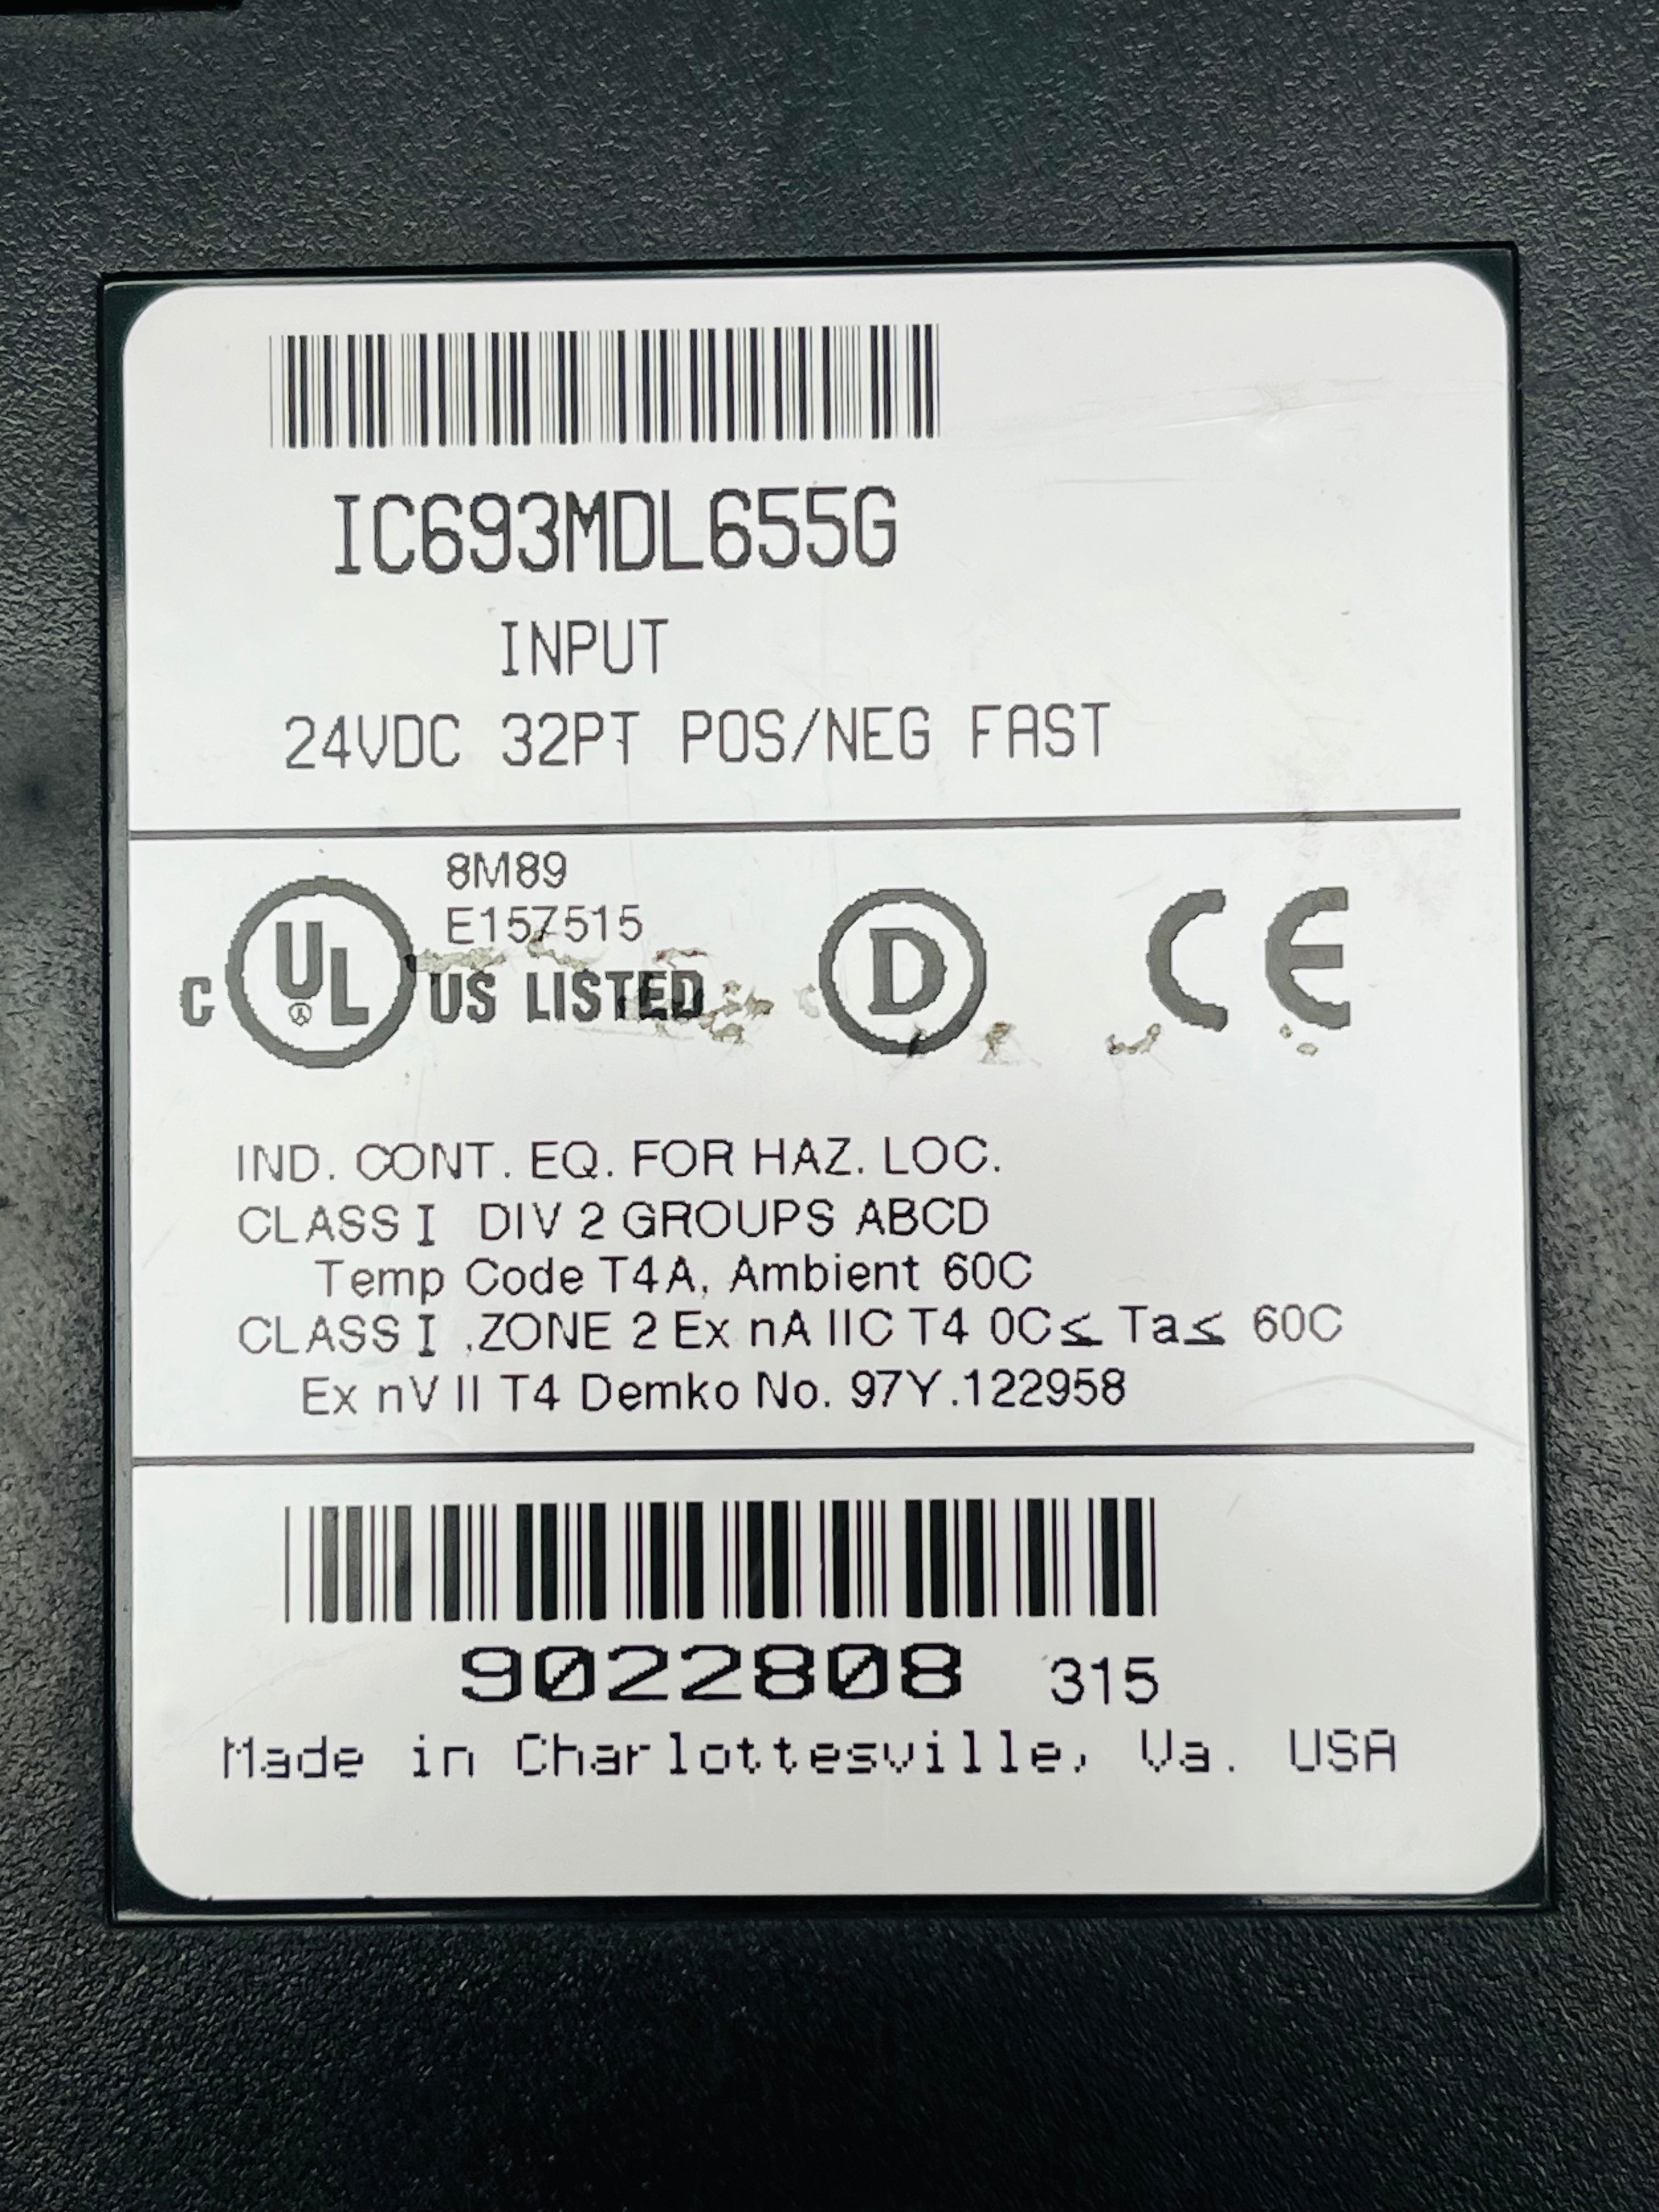 IC693MDL655G
INPUT
24VDC 32PT POS/NEG FAST
8M89
E157515
C UL US LISTED
D
CE
IND. CONT. EQ. FOR HAZ. LOC.
CLASS I DIV 2 GROUPS ABCD
Temp Code T4A, Ambient 60C
CLASS I ,ZONE 2 Ex nA IIC T4 0C≤ Ta≤ 60C
Ex nV II T4 Demko No. 97Y.122958
9022808 315
Made in Charlottesville, Va. USA